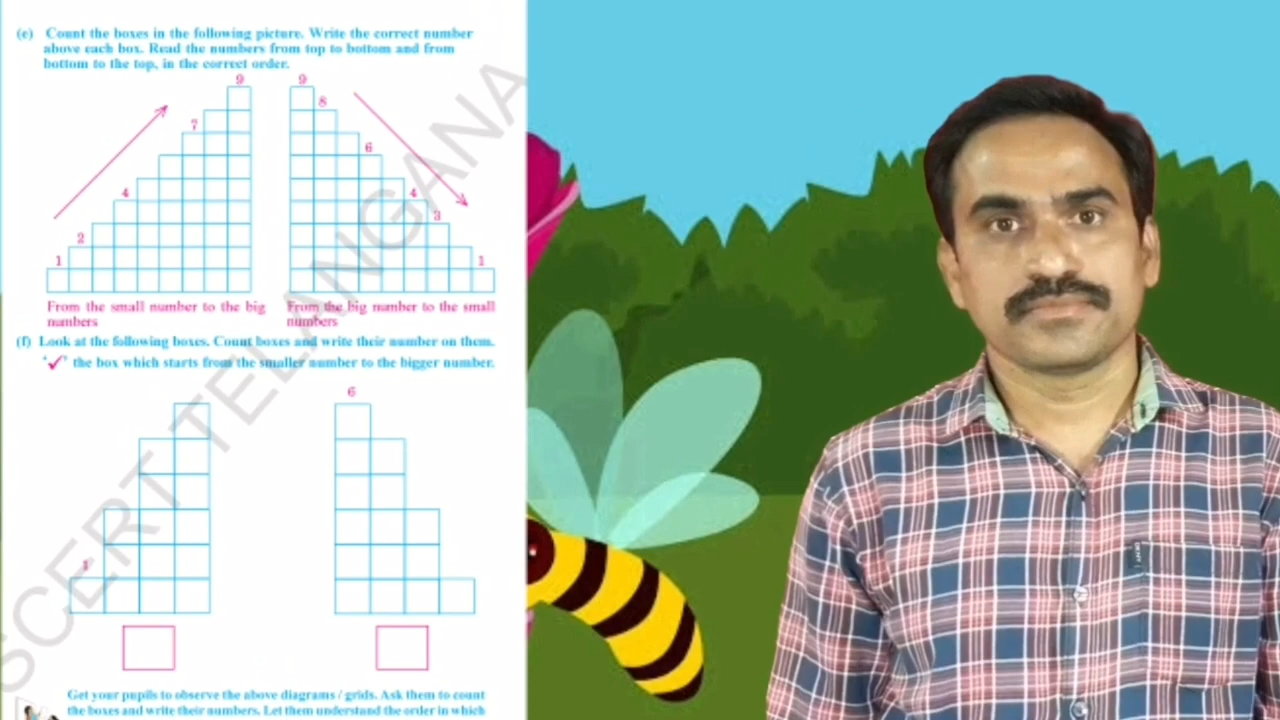 (e) Count the boxes in the following picture. Write the correct number
above each box. Read the numbers from top to bottom and from
bottom to the top, in the correct order.
9 9
8
7
6
4 4
3
2
1 1
From the small number to the big
numbers
From the big number to the small
numbers
(f) Look at the following boxes. Count boxes and write their number on them.
'✓' the box which starts from the smaller number to the bigger number.
6
1
Get your pupils to observe the above diagrams / grids. Ask them to count
the boxes and write their numbers. Let them understand the order in which
SCERT TELANGANA